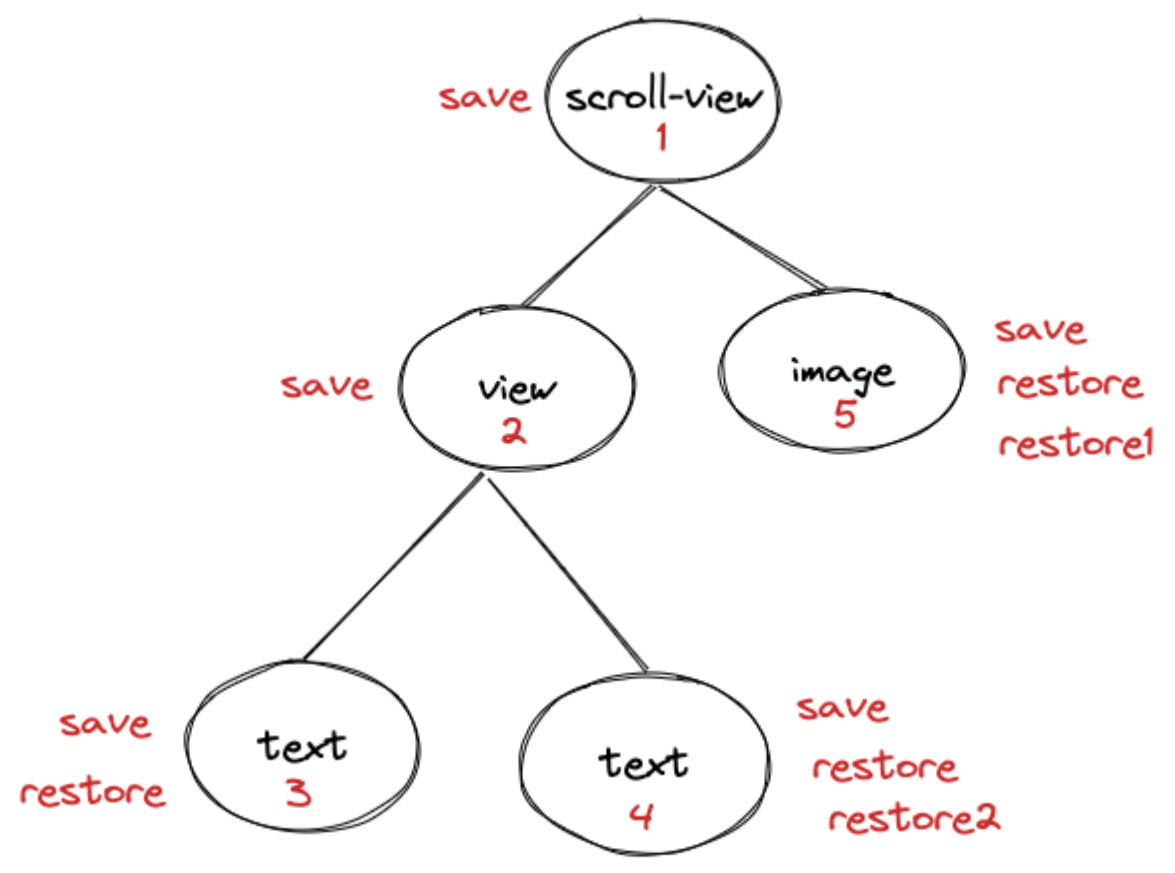 save
scroll-view
1
save
view
2
image
5
save
restore
restore1
save
restore
text
3
text
4
save
restore
restore2